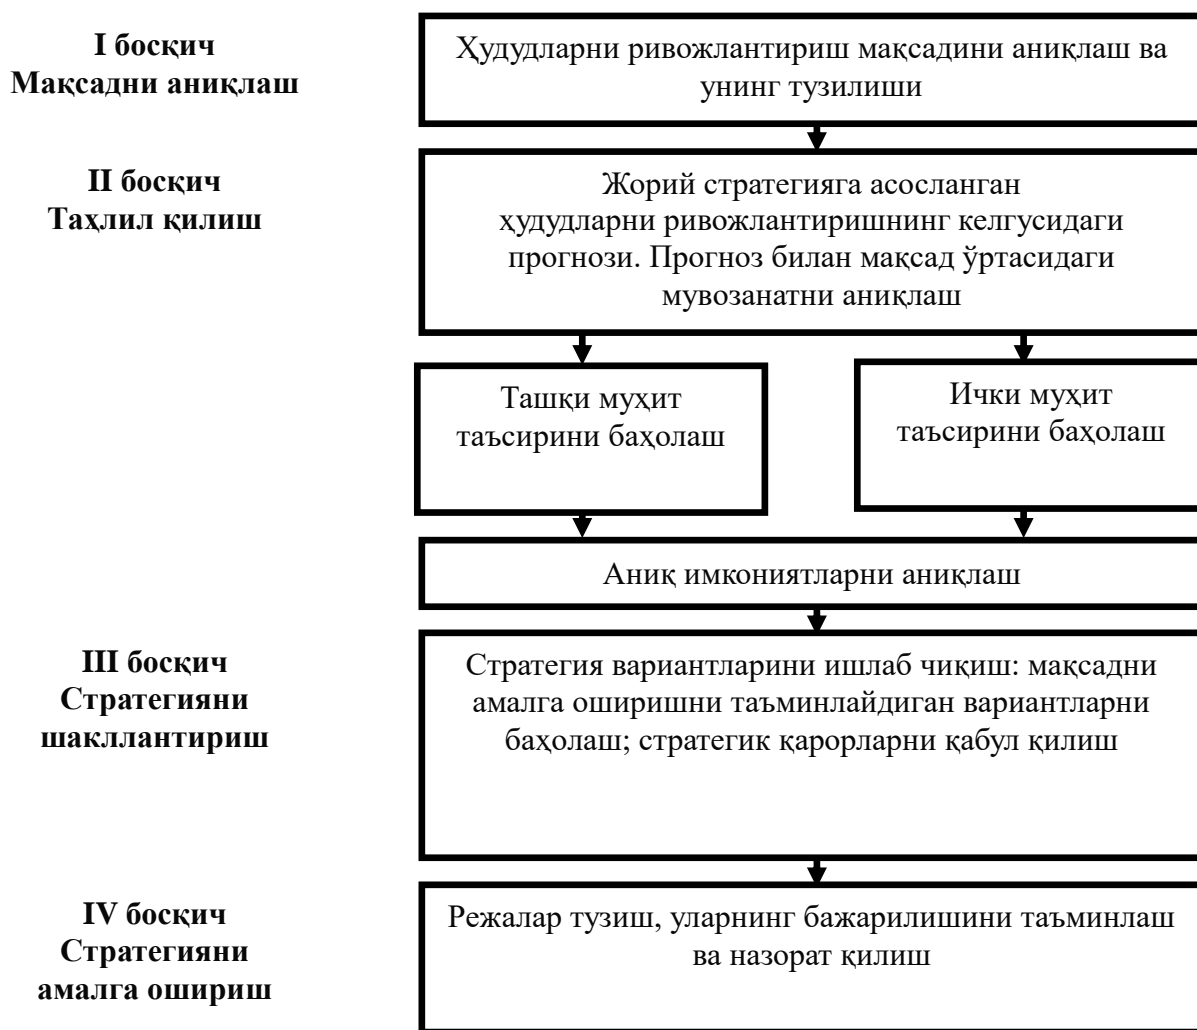 I босқич
Мақсадни аниқлаш
Ҳудудларни ривожлантириш мақсадини аниқлаш ва
унинг тузилиши
II босқич
Таҳлил қилиш
Жорий стратегияга асосланган
ҳудудларни ривожлантиришнинг келгусидаги
прогнози. Прогноз билан мақсад ўртасидаги
мувозанатни аниқлаш
Ташқи муҳит
таъсирини баҳолаш
Ички муҳит
таъсирини баҳолаш
Аниқ имкониятларни аниқлаш
III босқич
Стратегияни
шакллантириш
Стратегия вариантларини ишлаб чиқиш: мақсадни
амалга оширишни таъминлайдиган вариантларни
баҳолаш; стратегик қарорларни қабул қилиш
IV босқич
Стратегияни
амалга ошириш
Режалар тузиш, уларнинг бажарилишини таъминлаш
ва назорат қилиш